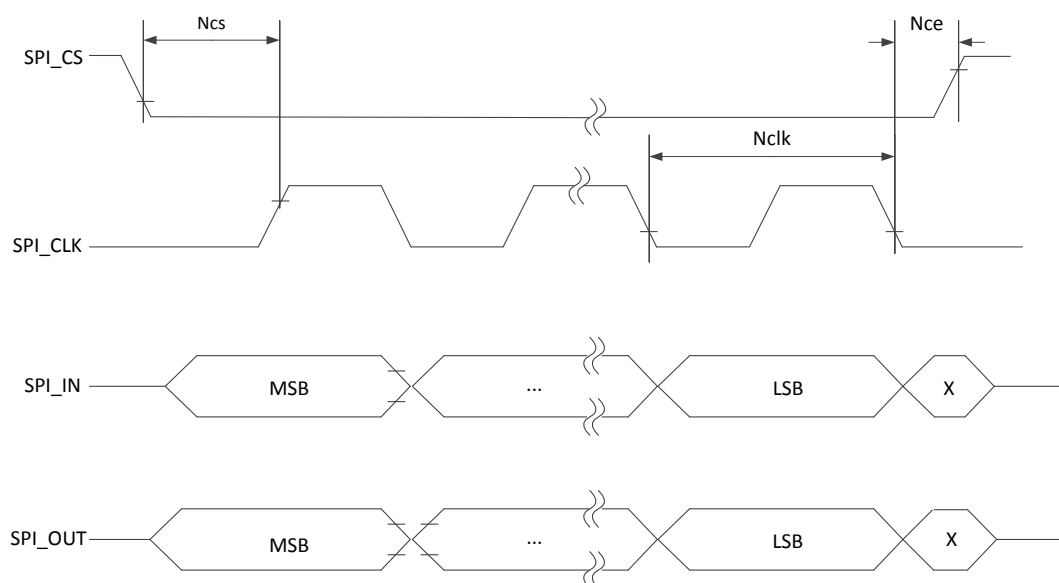 Ncs
Nce
SPI_CS
Nclk
SPI_CLK
SPI_IN
MSB
...
LSB
X
SPI_OUT
MSB
...
LSB
X